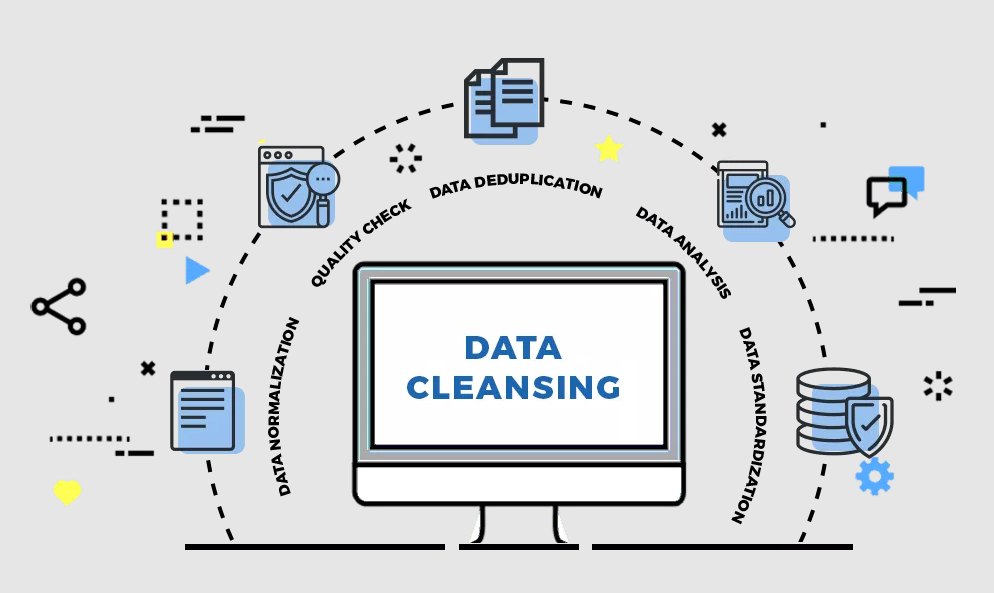 DATA NORMALIZATION
QUALITY CHECK
DATA DEDUPLICATION
DATA ANALYSIS
DATA STANDARDIZATION
DATA
CLEANSING